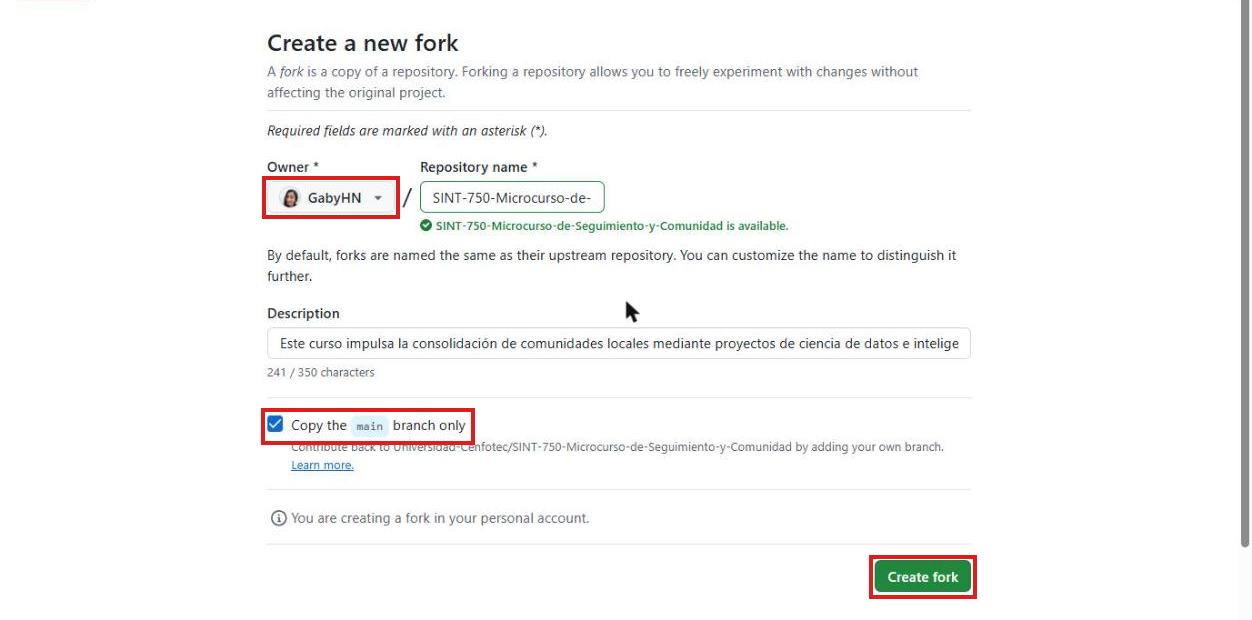 Create a new fork
A fork is a copy of a repository. Forking a repository allows you to freely experiment with changes without
affecting the original project.
Required fields are marked with an asterisk (*).
Owner *
Repository name *
GabyHN
/
SINT-750-Microcurso-de-
SINT-750-Microcurso-de-Seguimiento-y-Comunidad is available.
By default, forks are named the same as their upstream repository. You can customize the name to distinguish it
further.
Description
Este curso impulsa la consolidación de comunidades locales mediante proyectos de ciencia de datos e intelige
241 / 350 characters
Copy the main branch only
Contribute back to Universidad-Cenfotec/SINT-750-Microcurso-de-Seguimiento-y-Comunidad by adding your own branch.
Learn more.
You are creating a fork in your personal account.
Create fork